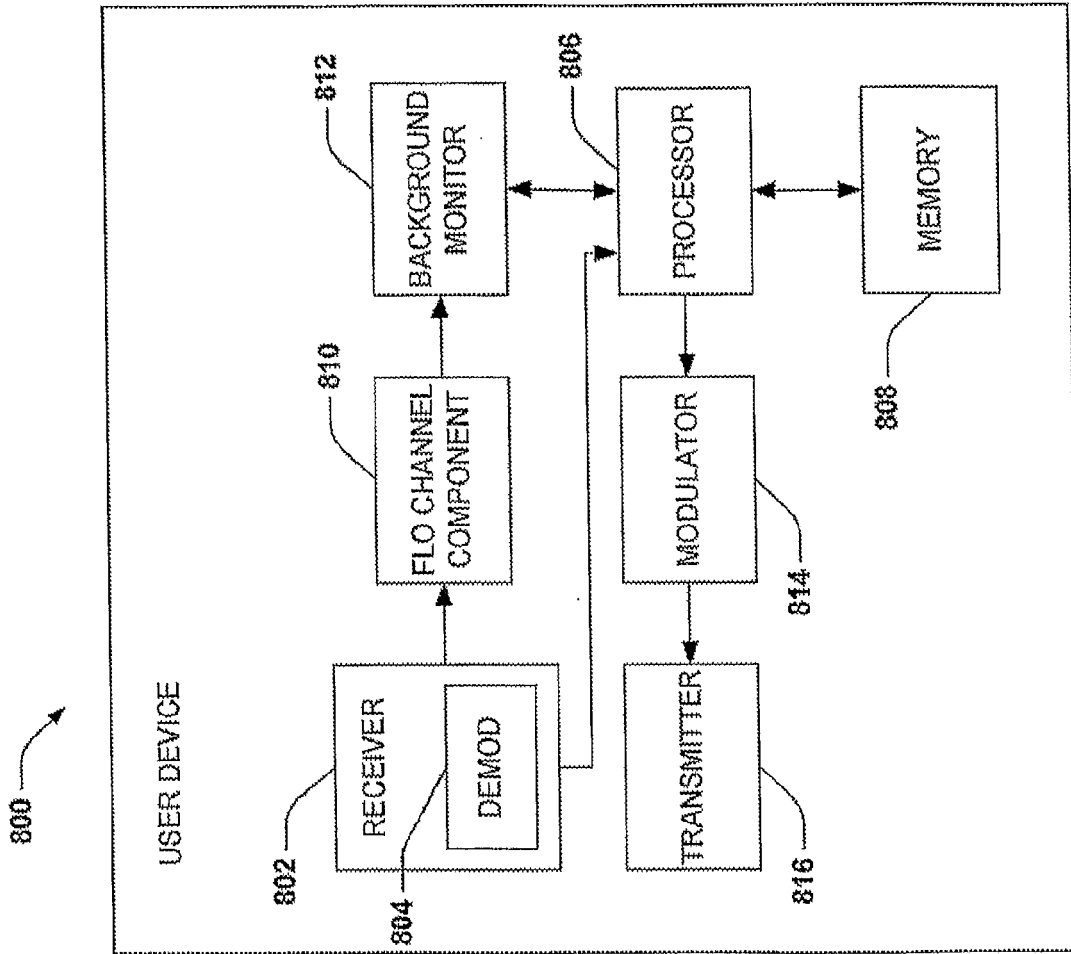 800
USER DEVICE
802
RECEIVER
804
DEMOD
810
FLO CHANNEL
COMPONENT
812
BACKGROUND
MONITOR
806
PROCESSOR
816
TRANSMITTER
814
MODULATOR
808
MEMORY